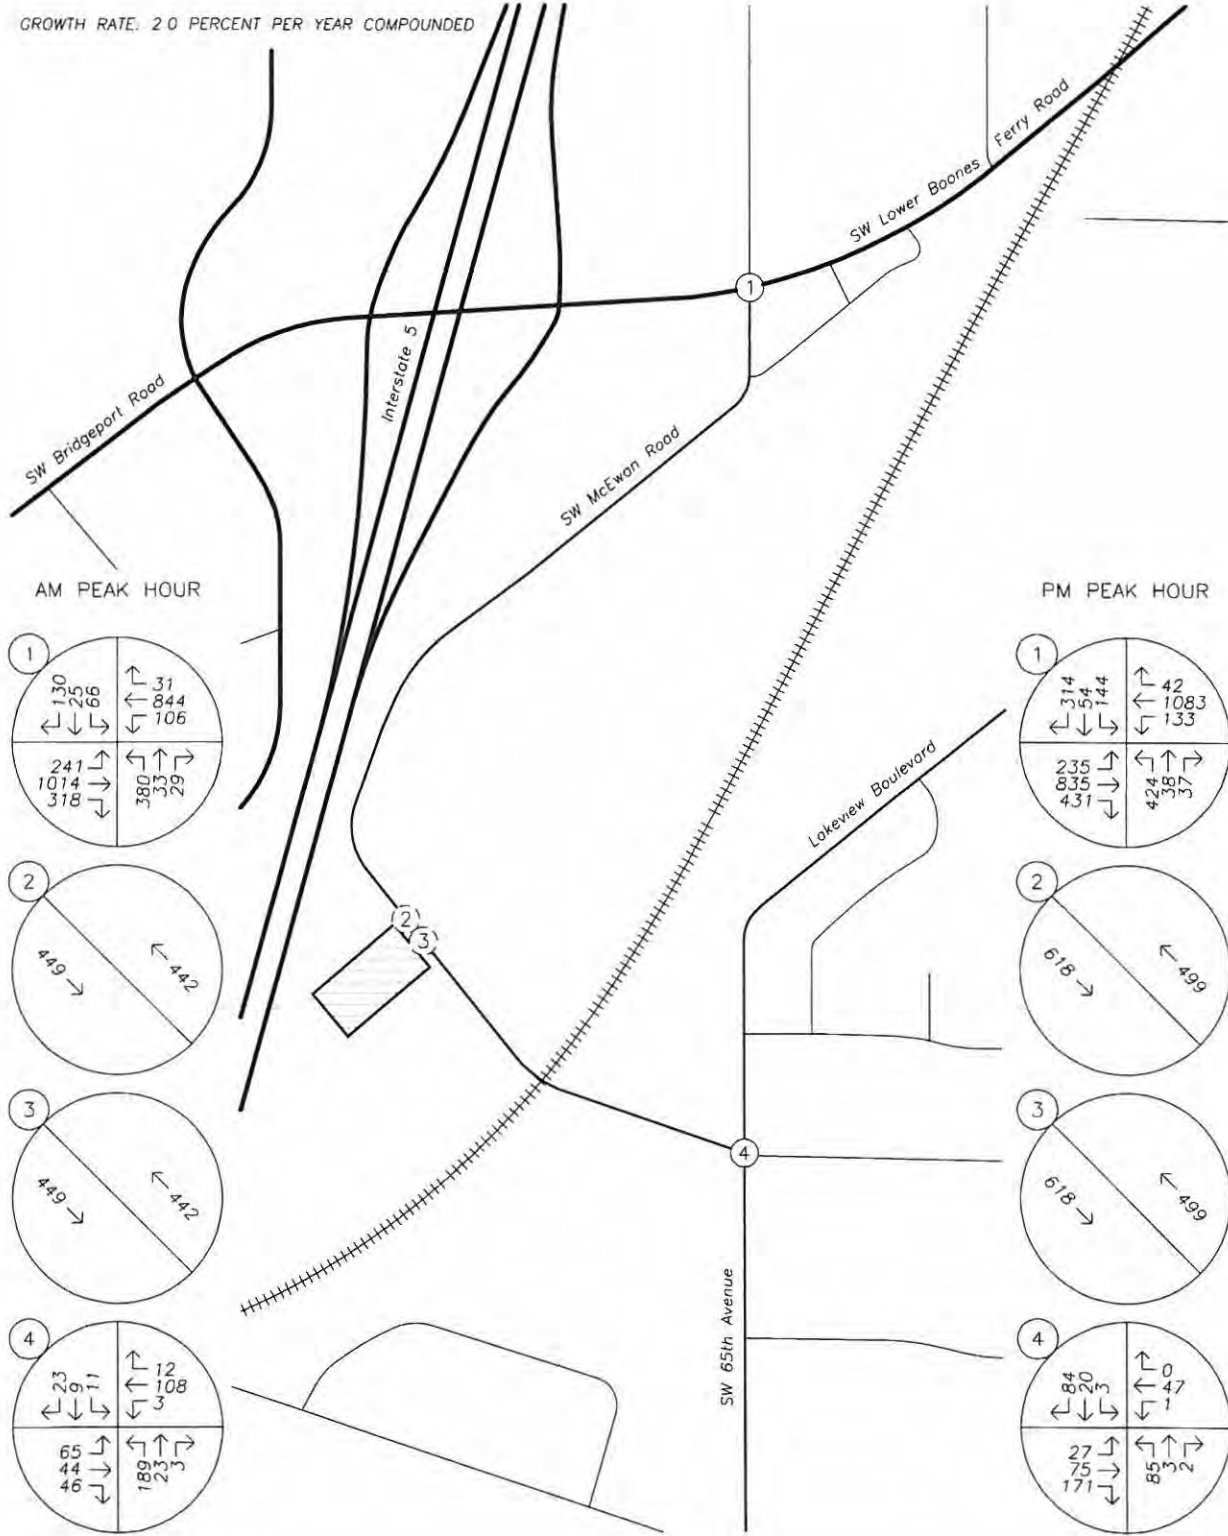 GROWTH RATE: 2.0 PERCENT PER YEAR COMPOUNDED
SW Lower Boones Ferry Road
1
Interstate 5
SW Bridgeport Road
SW McEwan Road
AM PEAK HOUR
1
130 25 66
31
844
106
241
1014
318
380 33 29
2
449
442
3
449
442
4
23 9 11
12
108
3
65
44
46
189 23 3
2
3
4
Lakeview Boulevard
SW 65th Avenue
PM PEAK HOUR
1
314 54 144
42
1083
133
235
835
431
424 38 37
2
618
499
3
618
499
4
84 20 3
0
47
1
27
75
171
85 3 2